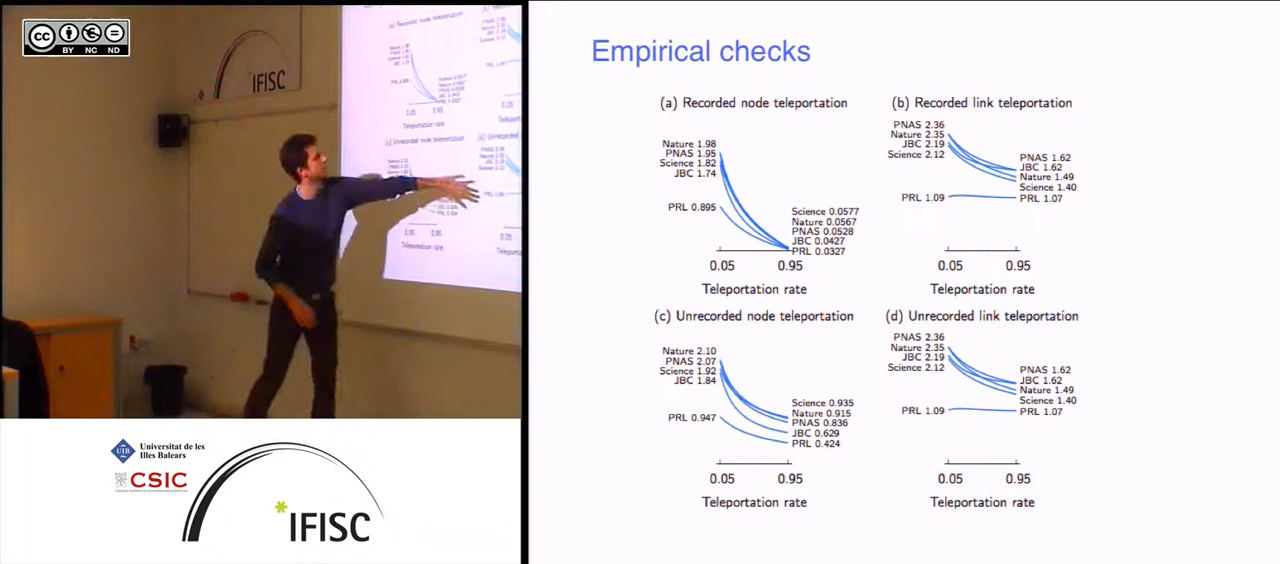 cc
BY NC ND
IFISC
Universitat de les
Illes Balears
UIB
CSIC
*IFISC
Empirical checks
(a) Recorded node teleportation
Nature 1.98
PNAS 1.95
Science 1.82
JBC 1.74
PRL 0.895
Science 0.0577
Nature 0.0567
PNAS 0.0528
JBC 0.0427
PRL 0.0327
0.05 0.95
Teleportation rate
(b) Recorded link teleportation
PNAS 2.36
Nature 2.35
JBC 2.19
Science 2.12
PRL 1.09
PNAS 1.62
JBC 1.62
Nature 1.49
Science 1.40
PRL 1.07
0.05 0.95
Teleportation rate
(c) Unrecorded node teleportation
Nature 2.10
PNAS 2.07
Science 1.92
JBC 1.84
PRL 0.947
Science 0.935
Nature 0.915
PNAS 0.836
JBC 0.629
PRL 0.424
0.05 0.95
Teleportation rate
(d) Unrecorded link teleportation
PNAS 2.36
Nature 2.35
JBC 2.19
Science 2.12
PRL 1.09
PNAS 1.62
JBC 1.62
Nature 1.49
Science 1.40
PRL 1.07
0.05 0.95
Teleportation rate